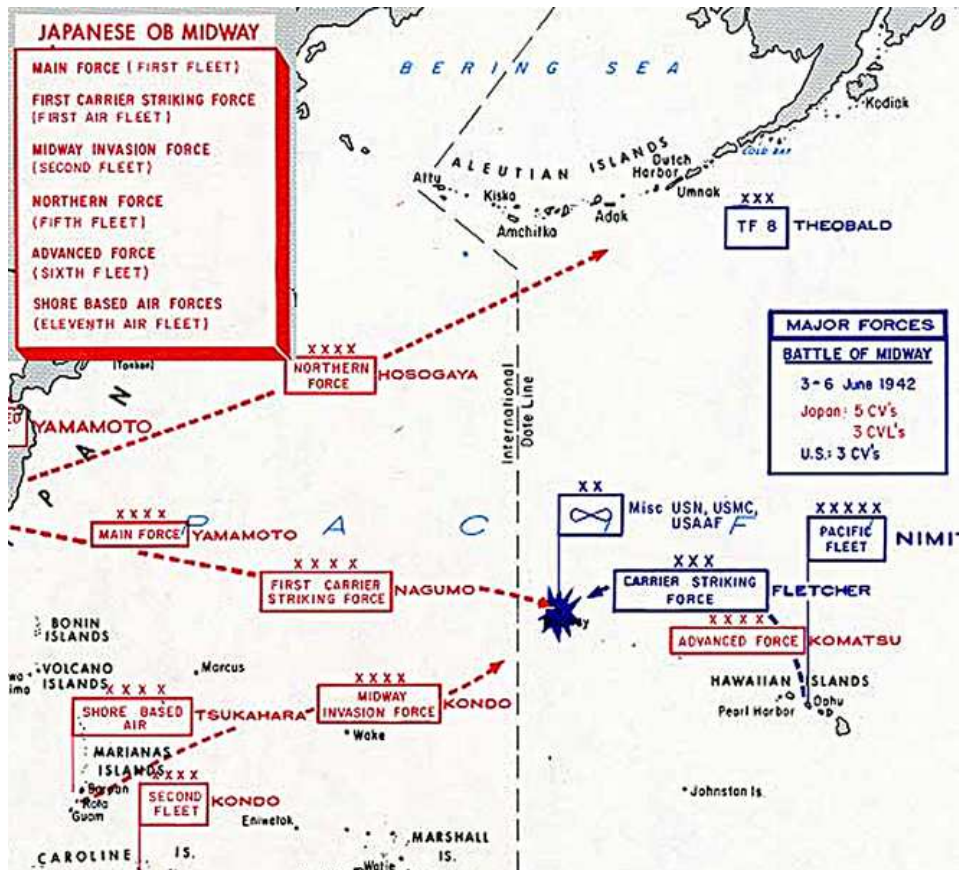 JAPANESE OB MIDWAY
MAIN FORCE (FIRST FLEET)
FIRST CARRIER STRIKING FORCE
(FIRST AIR FLEET)
MIDWAY INVASION FORCE
(SECOND FLEET)
NORTHERN FORCE
(FIFTH FLEET)
ADVANCED FORCE
(SIXTH FLEET)
SHORE BASED AIR FORCES
(ELEVENTH AIR FLEET)
BERING SEA
Kodiak
COLD BAY
ALEUTIAN ISLANDS
Dutch
Harbor
Umnak
Attu
Kiska
Amchitka
Adak
XXX
TF 8
THEOBALD
MAJOR FORCES
BATTLE OF MIDWAY
3-6 June 1942
Japan: 5 CV's
3 CVL's
U.S.: 3 CV's
XXXX
NORTHERN
FORCE
HOSOGAYA
YAMAMOTO
P A N
International
Date Line
XXXX
MAIN FORCE
YAMAMOTO
P A C I F
XX
Misc USN, USMC,
USAAF
XXXXX
PACIFIC
FLEET
NIMIT
XXXX
FIRST CARRIER
STRIKING FORCE
NAGUMO
XXX
CARRIER STRIKING
FORCE
FLETCHER
XXXX
ADVANCED FORCE
KOMATSU
BONIN
ISLANDS
VOLCANO
ISLANDS
Marcus
HAWAIIAN ISLANDS
Pearl Harbor
Oahu
XXXX
SHORE BASED
AIR
TSUKAHARA
XXXX
MIDWAY
INVASION FORCE
KONDO
Wake
MARIANAS
ISLANDS
Rota
Guam
XXXX
SECOND
FLEET
KONDO
Eniwetok
Johnston Is.
MARSHALL
IS.
CAROLINE IS.